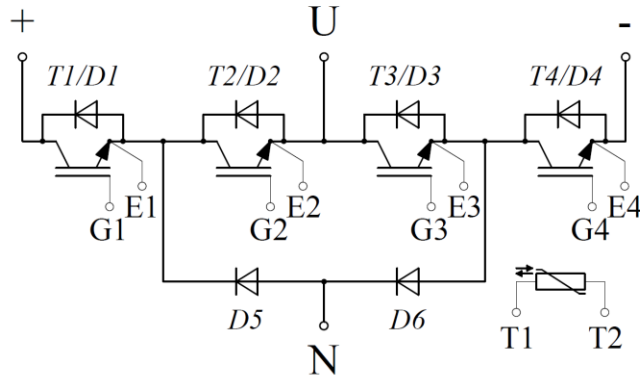 + U -
T1/D1 T2/D2 T3/D3 T4/D4
E1 E2 E3 E4
G1 G2 G3 G4
D5 D6
T1 T2
N